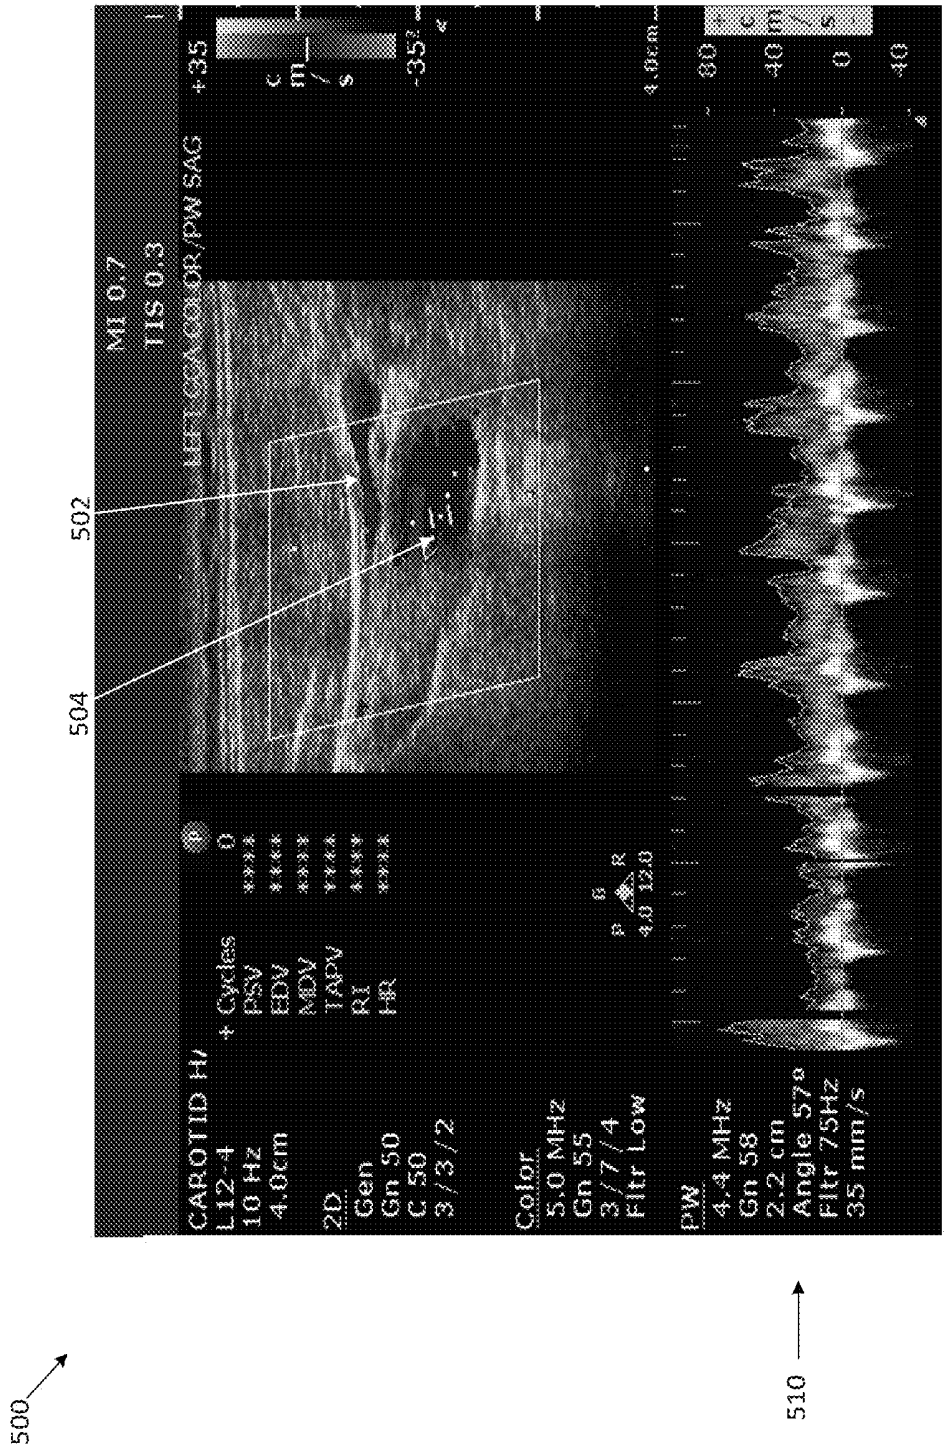 500
502
504
510
MI 0.7
TIS 0.3
LEFT CCA COLOR/PW SAG
CAROTID H/
L12-4
10 Hz
4.0cm
2D
Gen
Gn 50
C 50
3/3/2
Color
5.0 MHz
Gn 55
3/7/4
Fltr Low
PW
4.4 MHz
Gn 58
2.2 cm
Angle 57°
Fltr 75Hz
35 mm/s
P
+ Cycles 0
PSV ****
EDV ****
MDV ****
TAPV ****
RI ****
HR ****
G
P R
4.0 12.0
+35
cm/s
-35
4.0cm
80
+
cm/s
40
0
40